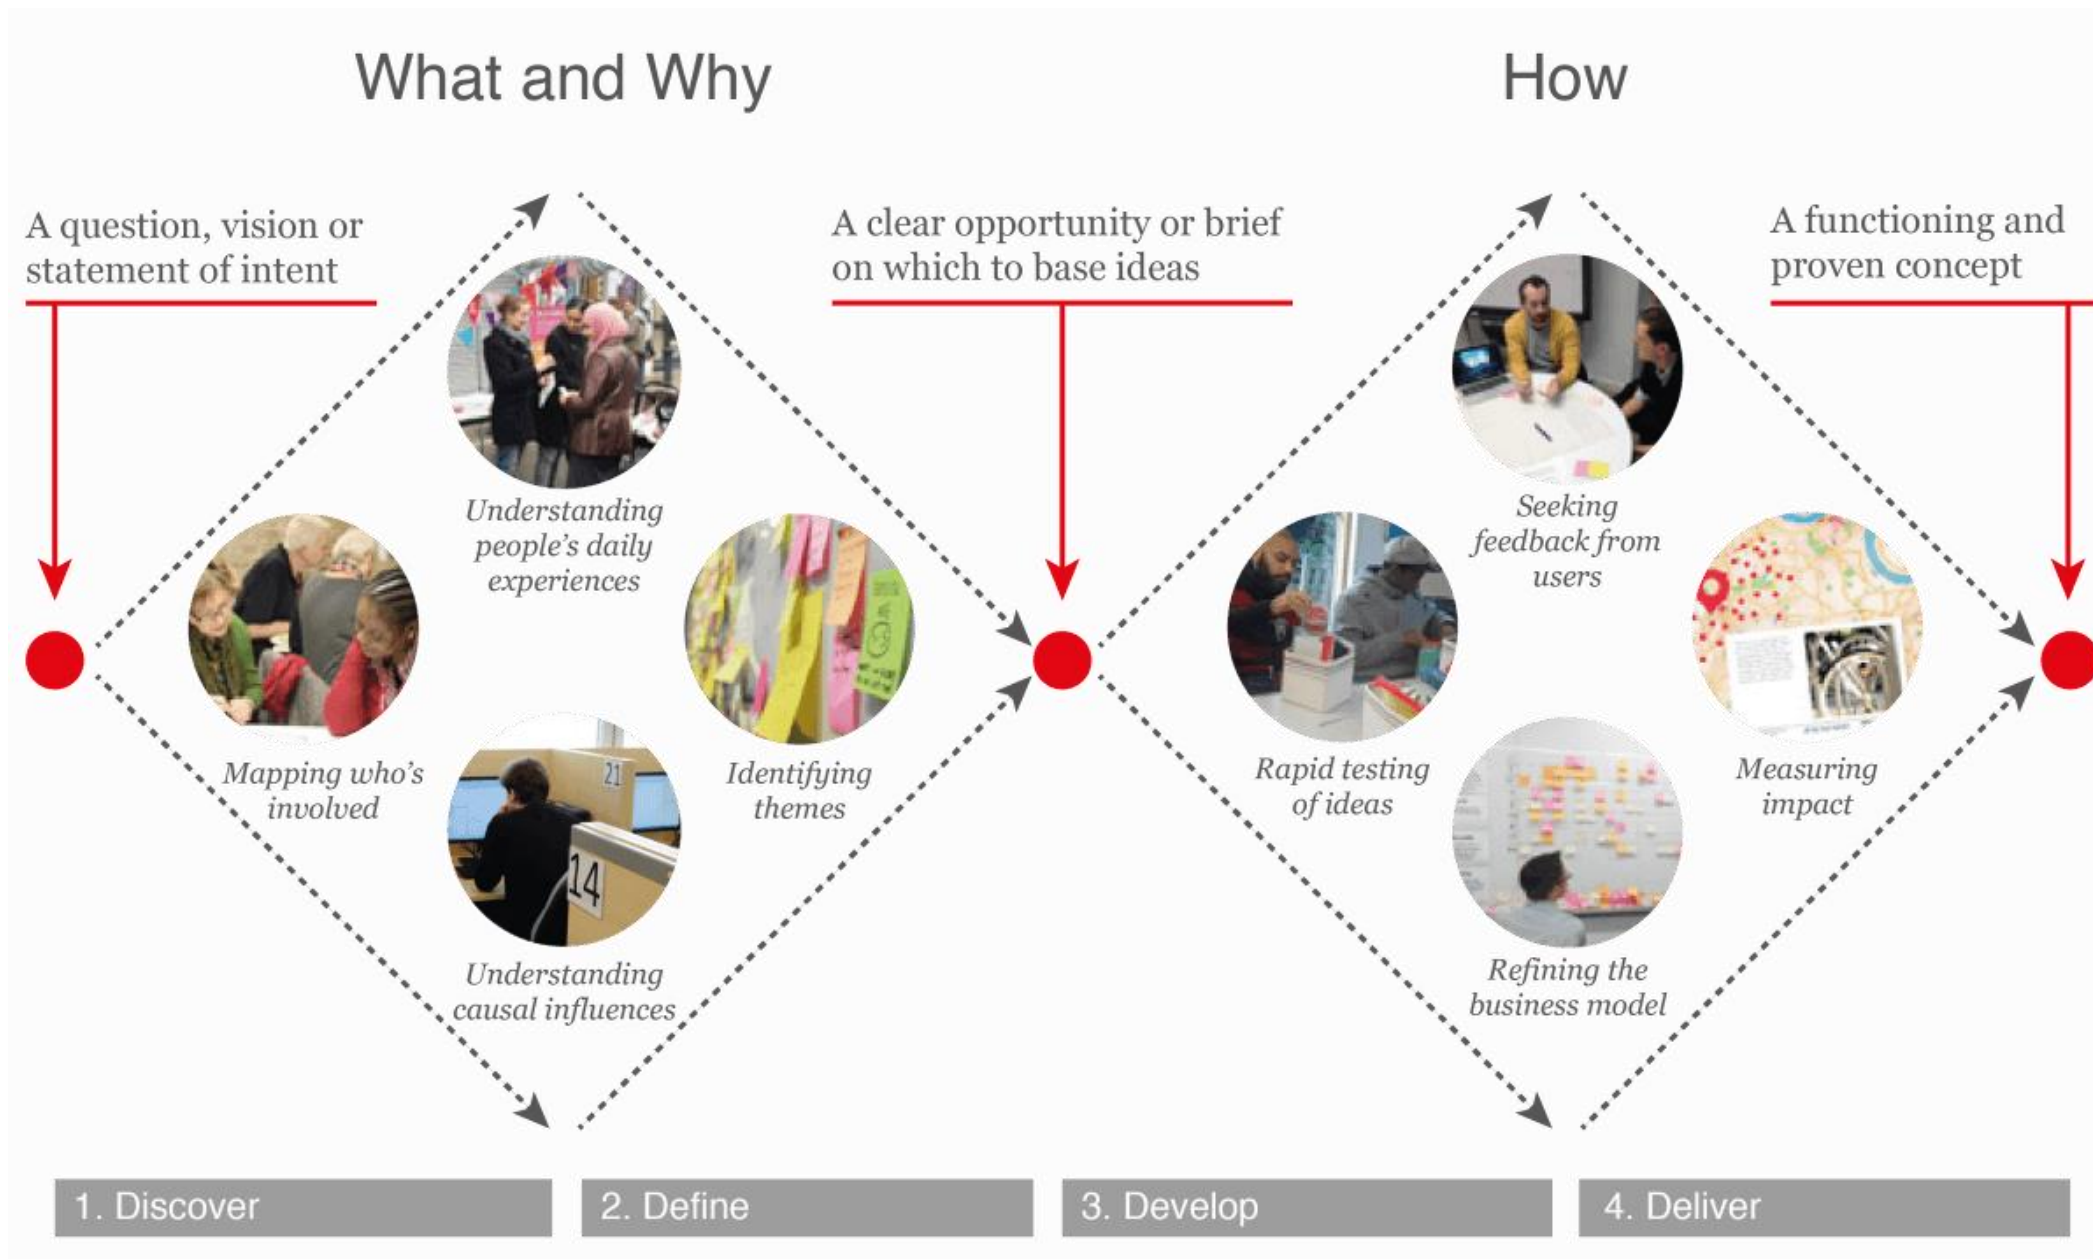 What and Why
How
A question, vision or
statement of intent
A clear opportunity or brief
on which to base ideas
A functioning and
proven concept
Understanding
people's daily
experiences
Mapping who's
involved
Identifying
themes
21
14
Understanding
causal influences
Seeking
feedback from
users
Rapid testing
of ideas
Measuring
impact
Refining the
business model
1. Discover
2. Define
3. Develop
4. Deliver